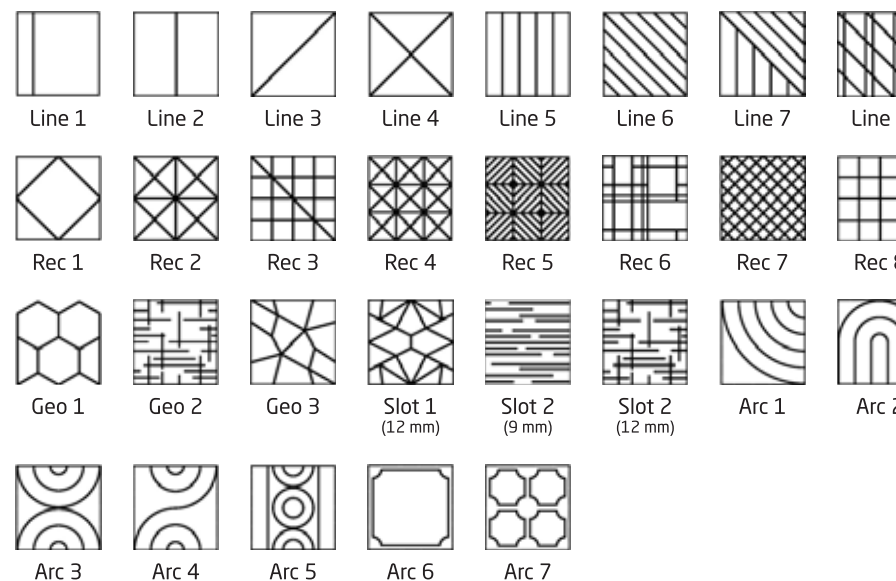 Line 1 Line 2 Line 3 Line 4 Line 5 Line 6 Line 7 Line
Rec 1 Rec 2 Rec 3 Rec 4 Rec 5 Rec 6 Rec 7 Rec
Geo 1 Geo 2 Geo 3 Slot 1 Slot 2 Slot 2 Arc 1 Arc
(12 mm) (9 mm) (12 mm)
Arc 3 Arc 4 Arc 5 Arc 6 Arc 7